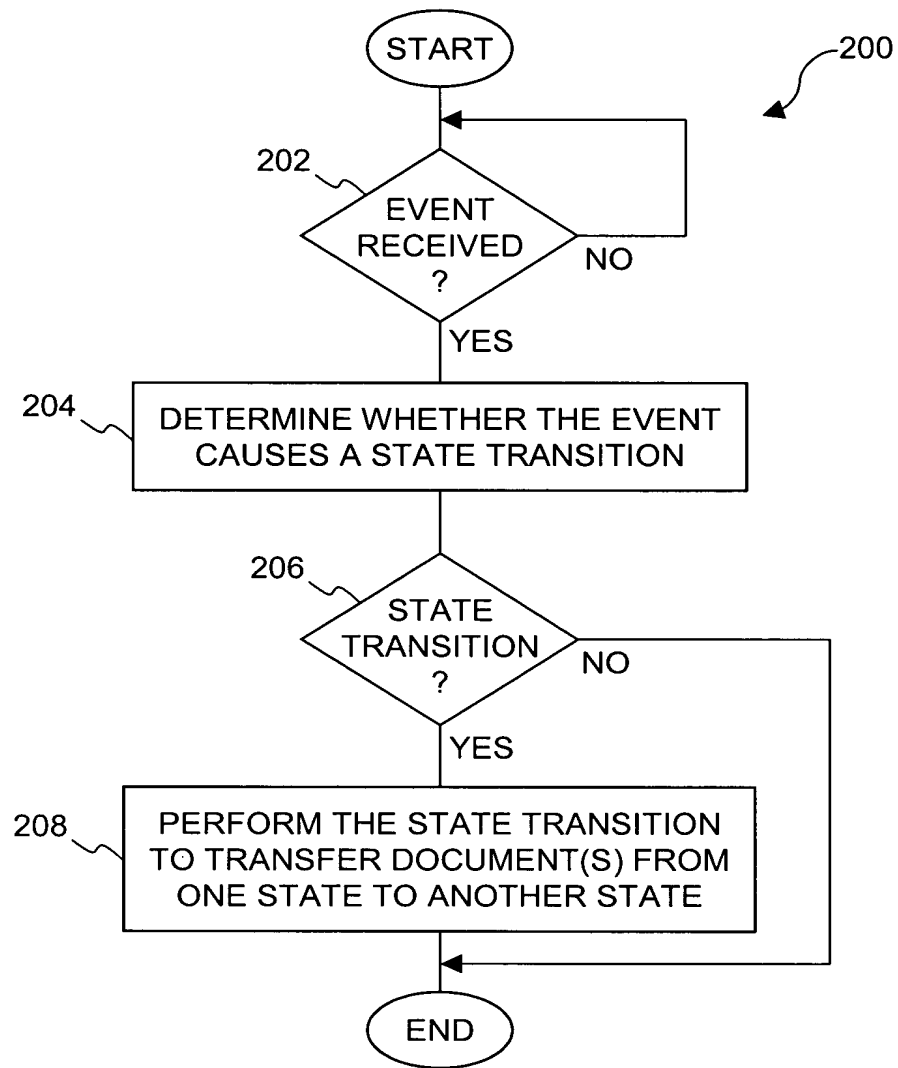 START
200
202
EVENT
RECEIVED
?
NO
YES
204
DETERMINE WHETHER THE EVENT
CAUSES A STATE TRANSITION
206
STATE
TRANSITION
?
NO
YES
208
PERFORM THE STATE TRANSITION
TO TRANSFER DOCUMENT(S) FROM
ONE STATE TO ANOTHER STATE
END